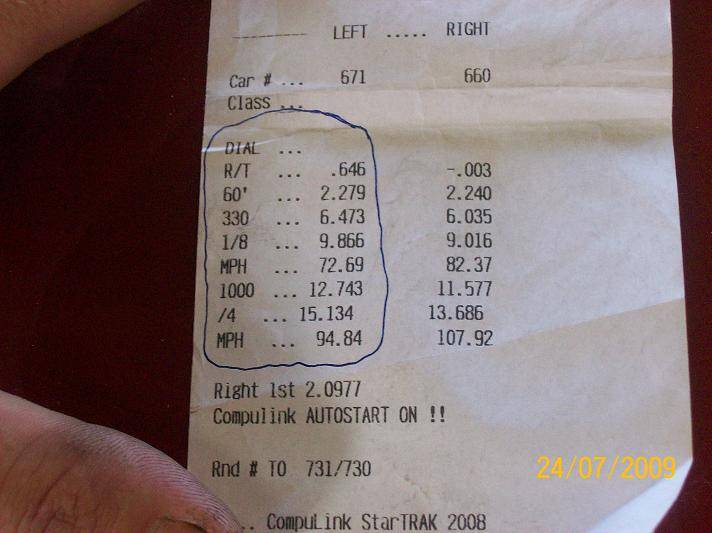 ________ LEFT ..... RIGHT
Car # ... 671 660
Class ...
DIAL ...
R/T ... .646 -.003
60' ... 2.279 2.240
330 ... 6.473 6.035
1/8 ... 9.866 9.016
MPH ... 72.69 82.37
1000 ... 12.743 11.577
/4 ... 15.134 13.686
MPH ... 94.84 107.92
Right 1st 2.0977
Compulink AUTOSTART ON !!
Rnd # TO 731/730
24/07/2009
.. CompuLink StarTRAK 2008